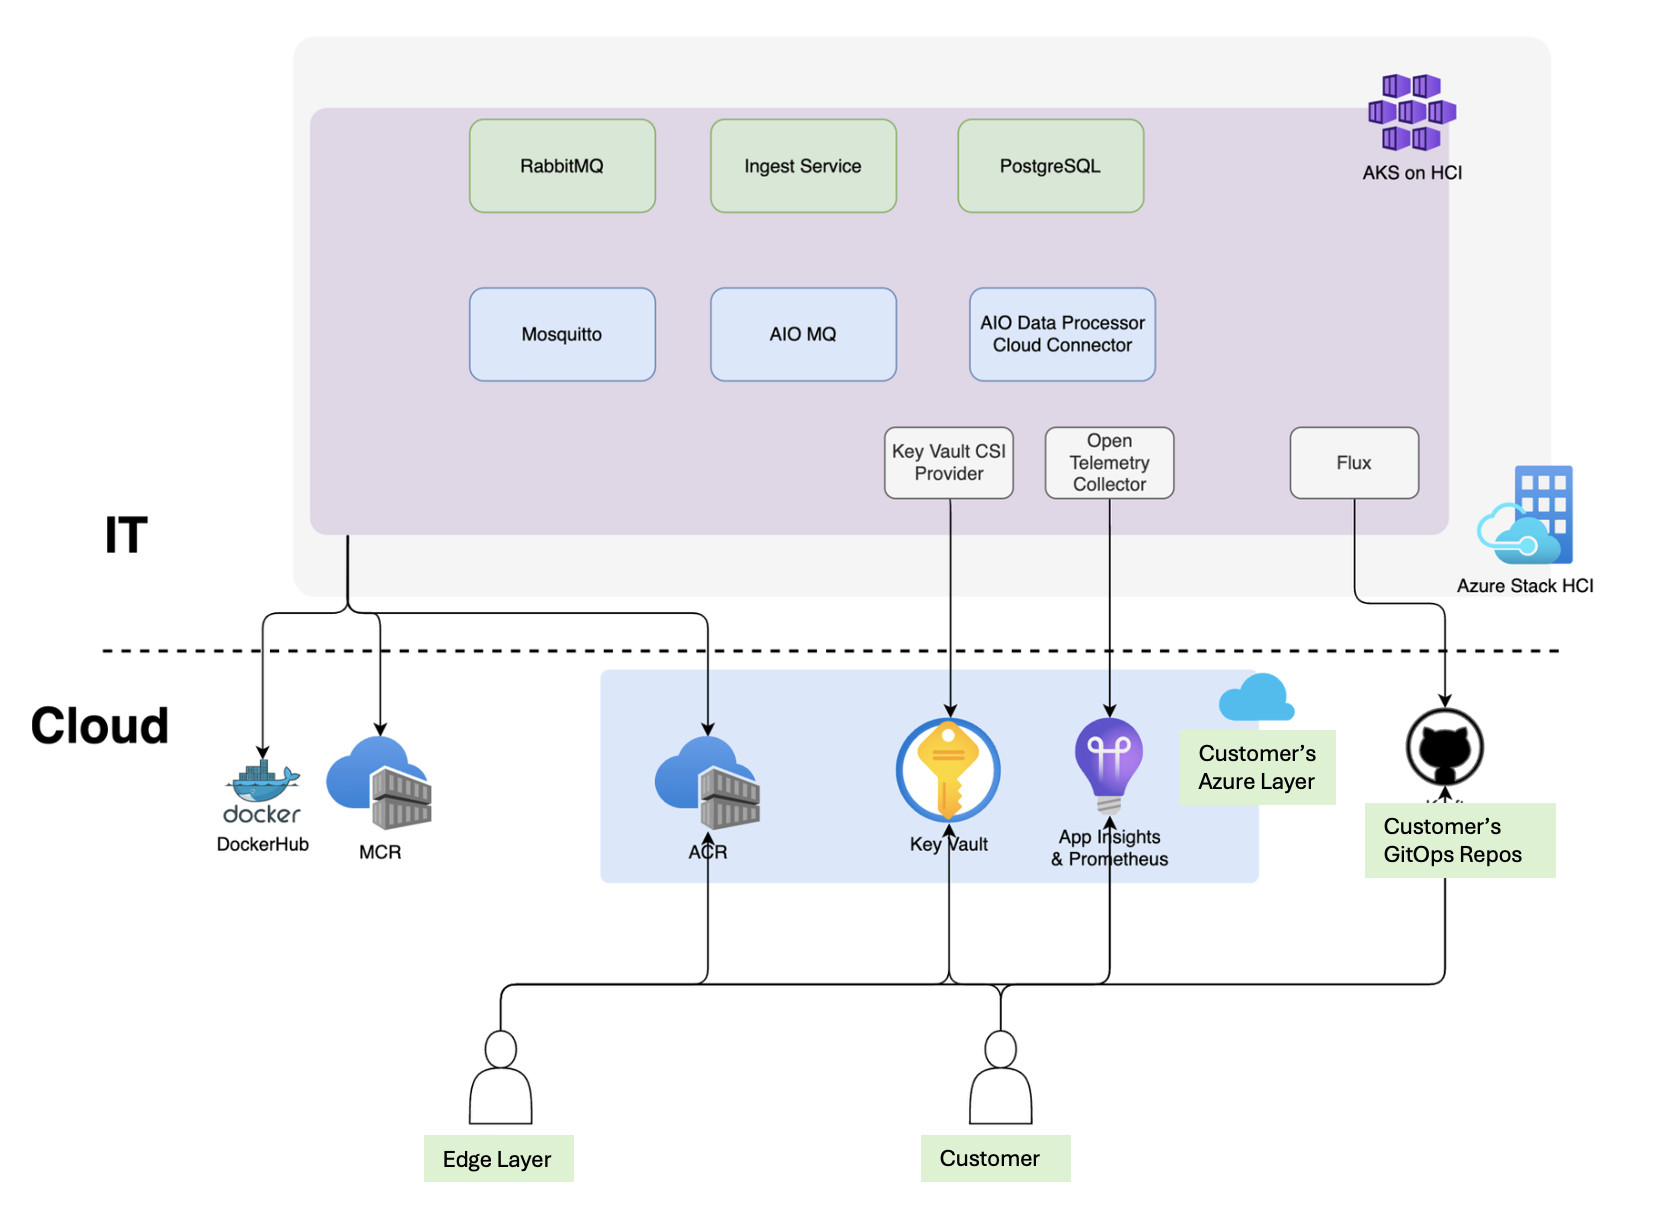 RabbitMQ
Ingest Service
PostgreSQL
AKS on HCI
Mosquitto
AIO MQ
AIO Data Processor
Cloud Connector
Key Vault CSI
Provider
Open
Telemetry
Collector
Flux
IT
Azure Stack HCI
Cloud
docker
DockerHub
MCR
ACR
Key Vault
App Insights
& Prometheus
Customer's
Azure Layer
Customer's
GitOps Repos
Edge Layer
Customer